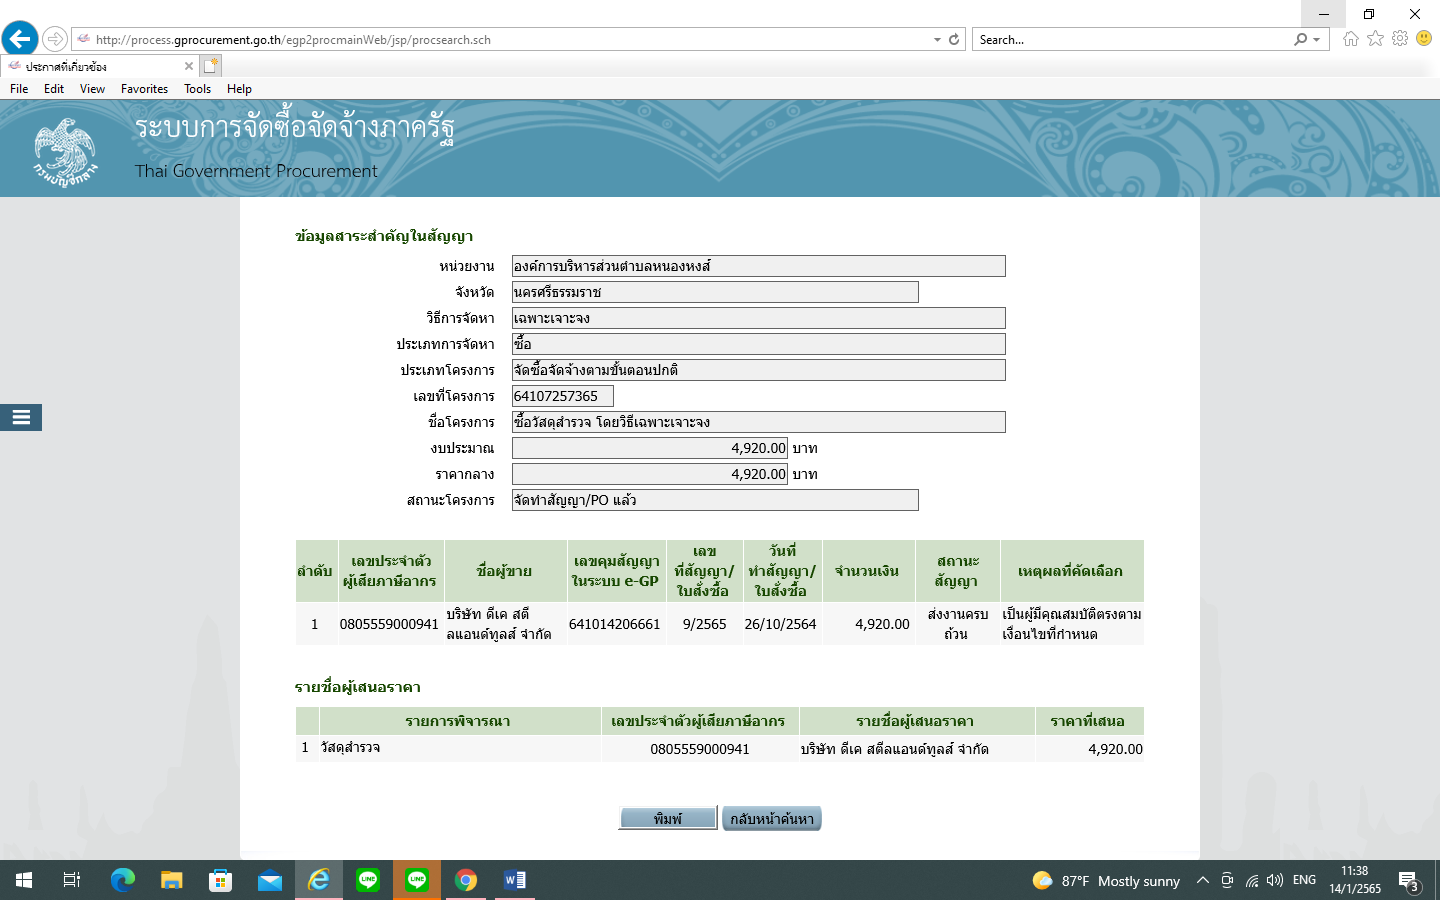 http://process.gprocurement.go.th/egp2procmainWeb/jsp/procsearch.sch
Search...
ประกาศที่เกี่ยวข้อง
File Edit View Favorites Tools Help
ระบบการจัดซื้อจัดจ้างภาครัฐ
Thai Government Procurement
กรมบัญชีกลาง
ข้อมูลสาระสำคัญในสัญญา
หน่วยงาน องค์การบริหารส่วนตำบลหนองหงส์
จังหวัด นครศรีธรรมราช
วิธีการจัดหา เฉพาะเจาะจง
ประเภทการจัดหา ซื้อ
ประเภทโครงการ จัดซื้อจัดจ้างตามขั้นตอนปกติ
เลขที่โครงการ 64107257365
ชื่อโครงการ ซื้อวัสดุสำรวจ โดยวิธีเฉพาะเจาะจง
งบประมาณ 4,920.00 บาท
ราคากลาง 4,920.00 บาท
สถานะโครงการ จัดทำสัญญา/PO แล้ว
ลำดับ เลขประจำตัวผู้เสียภาษีอากร ชื่อผู้ขาย เลขคุมสัญญาในระบบ e-GP เลขที่สัญญา/ใบสั่งซื้อ วันที่ทำสัญญา/ใบสั่งซื้อ จำนวนเงิน สถานะสัญญา เหตุผลที่คัดเลือก
1 0805559000941 บริษัท ดีเค สตีลแอนด์ทูลส์ จำกัด 641014206661 9/2565 26/10/2564 4,920.00 ส่งงานครบถ้วน เป็นผู้มีคุณสมบัติตรงตามเงื่อนไขที่กำหนด
รายชื่อผู้เสนอราคา
รายการพิจารณา เลขประจำตัวผู้เสียภาษีอากร รายชื่อผู้เสนอราคา ราคาที่เสนอ
1 วัสดุสำรวจ 0805559000941 บริษัท ดีเค สตีลแอนด์ทูลส์ จำกัด 4,920.00
พิมพ์ กลับหน้าค้นหา
87°F Mostly sunny ENG 11:38
14/1/2565 3